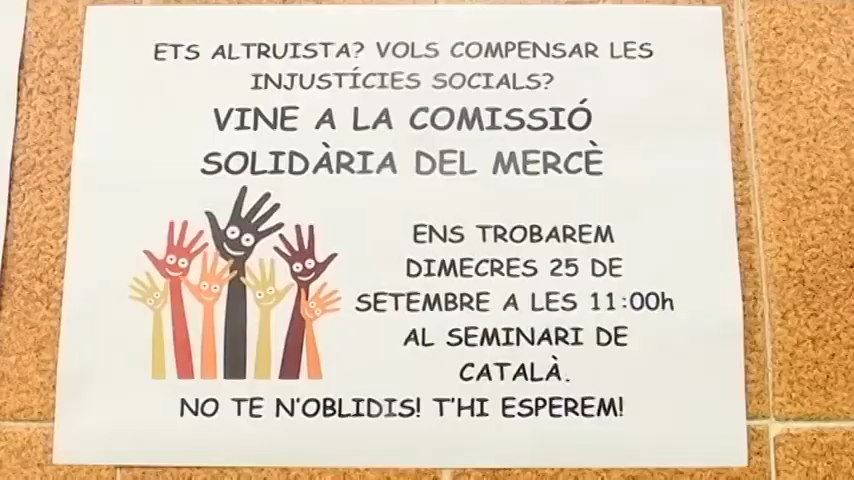 ETS ALTRUISTA? VOLS COMPENSAR LES
INJUSTÍCIES SOCIALS?
VINE A LA COMISSIÓ
SOLIDÀRIA DEL MERCÈ
ENS TROBAREM
DIMECRES 25 DE
SETEMBRE A LES 11:00h
AL SEMINARI DE
CATALÀ.
NO TE N'OBLIDIS! T'HI ESPEREM!